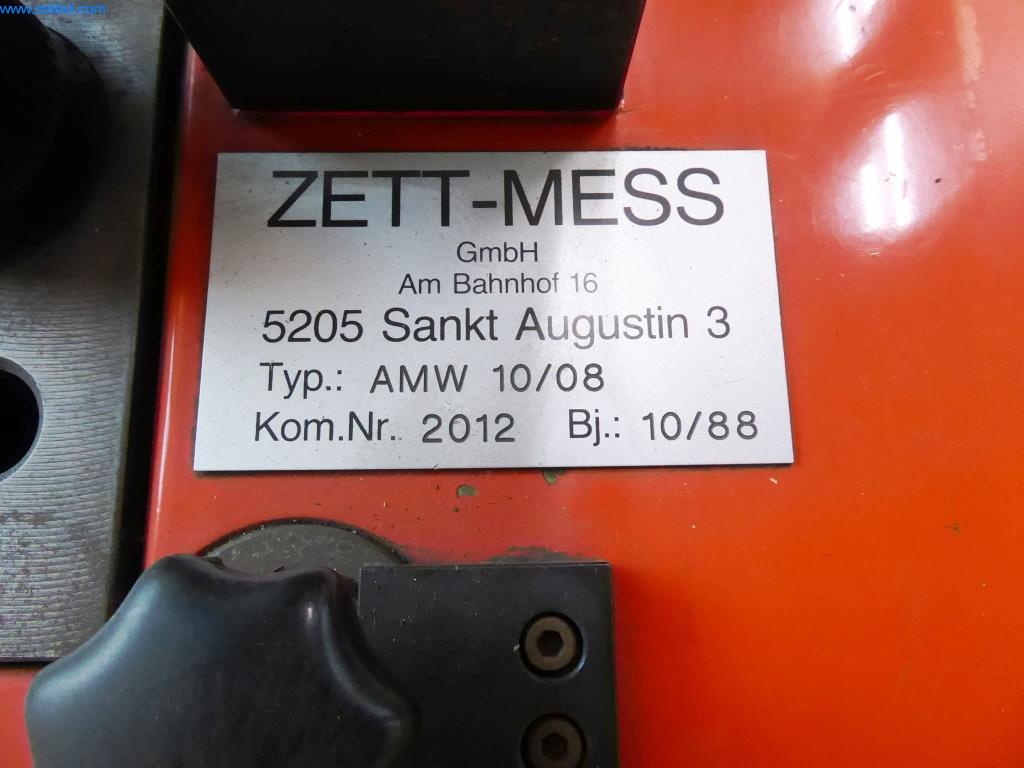 ZETT-MESS
GmbH
Am Bahnhof 16
5205 Sankt Augustin 3
Typ.: AMW 10/08
Kom.Nr. 2012 Bj.: 10/88